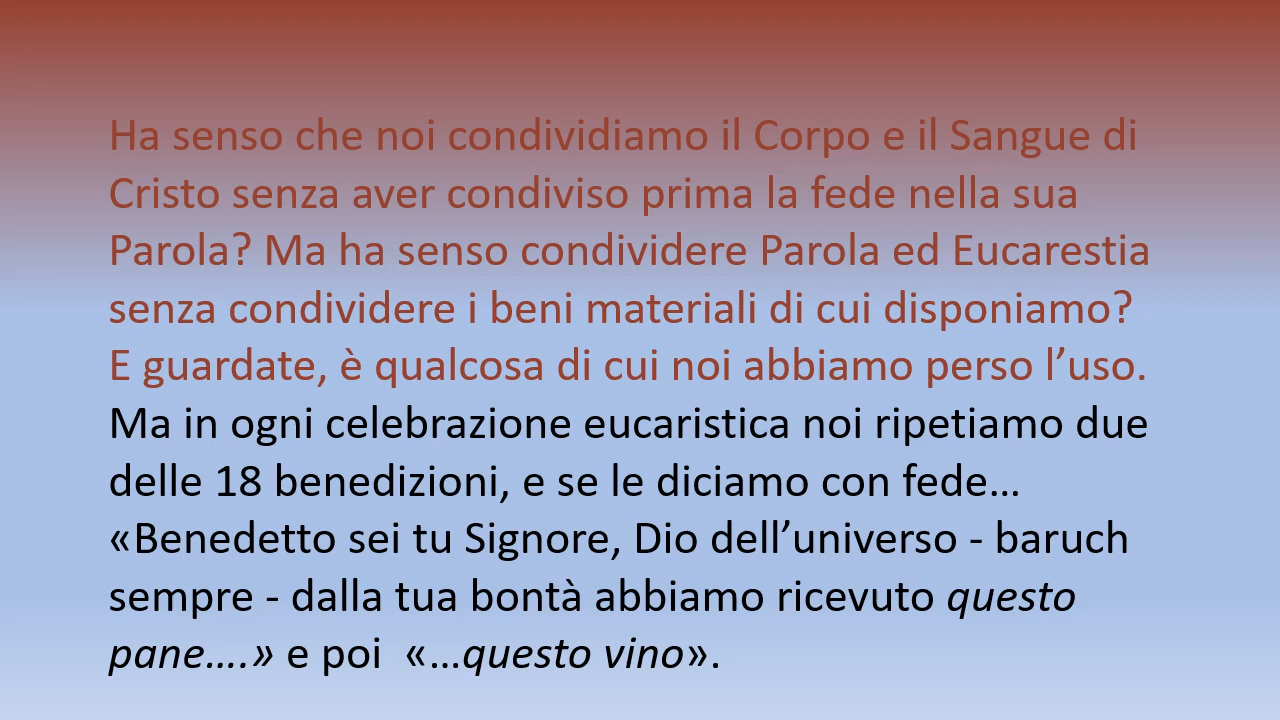 Ha senso che noi condividiamo il Corpo e il Sangue di
Cristo senza aver condiviso prima la fede nella sua
Parola? Ma ha senso condividere Parola ed Eucarestia
senza condividere i beni materiali di cui disponiamo?
E guardate, è qualcosa di cui noi abbiamo perso l’uso.
Ma in ogni celebrazione eucaristica noi ripetiamo due
delle 18 benedizioni, e se le diciamo con fede…
«Benedetto sei tu Signore, Dio dell’universo - baruch
sempre - dalla tua bontà abbiamo ricevuto questo
pane….» e poi  «…questo vino».